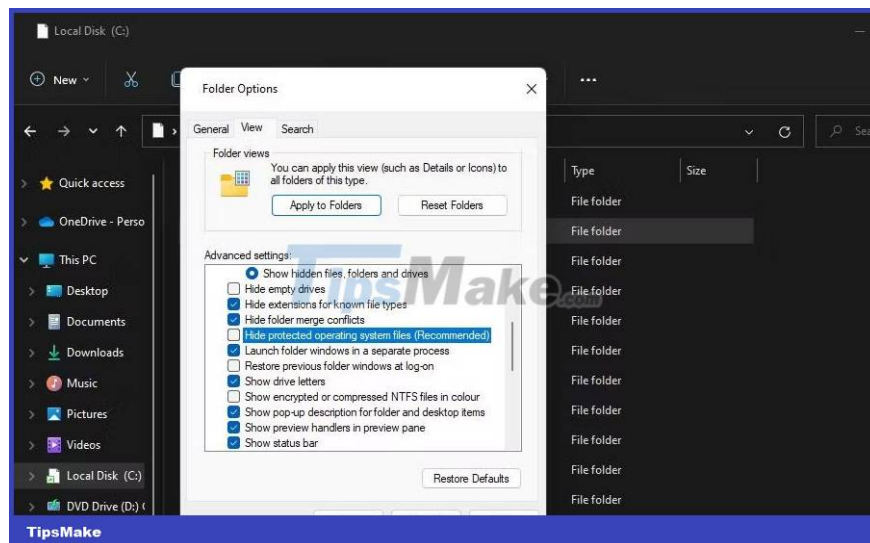 Local Disk (C:)
New
Folder Options
General View Search
Folder views
You can apply this view (such as Details or Icons) to
all folders of this type.
Apply to Folders Reset Folders
Advanced settings:
Show hidden files, folders and drives
Hide empty drives
Hide extensions for known file types
Hide folder merge conflicts
Hide protected operating system files (Recommended)
Launch folder windows in a separate process
Restore previous folder windows at log-on
Show drive letters
Show encrypted or compressed NTFS files in colour
Show pop-up description for folder and desktop items
Show preview handlers in preview pane
Show status bar
Restore Defaults
Quick access
OneDrive - Perso
This PC
Desktop
Documents
Downloads
Music
Pictures
Videos
Local Disk (C:)
DVD Drive (D:)
Sea
Type Size
File folder
File folder
File folder
File folder
File folder
File folder
File folder
File folder
File folder
File folder
File folder
TipsMake.com
TipsMake